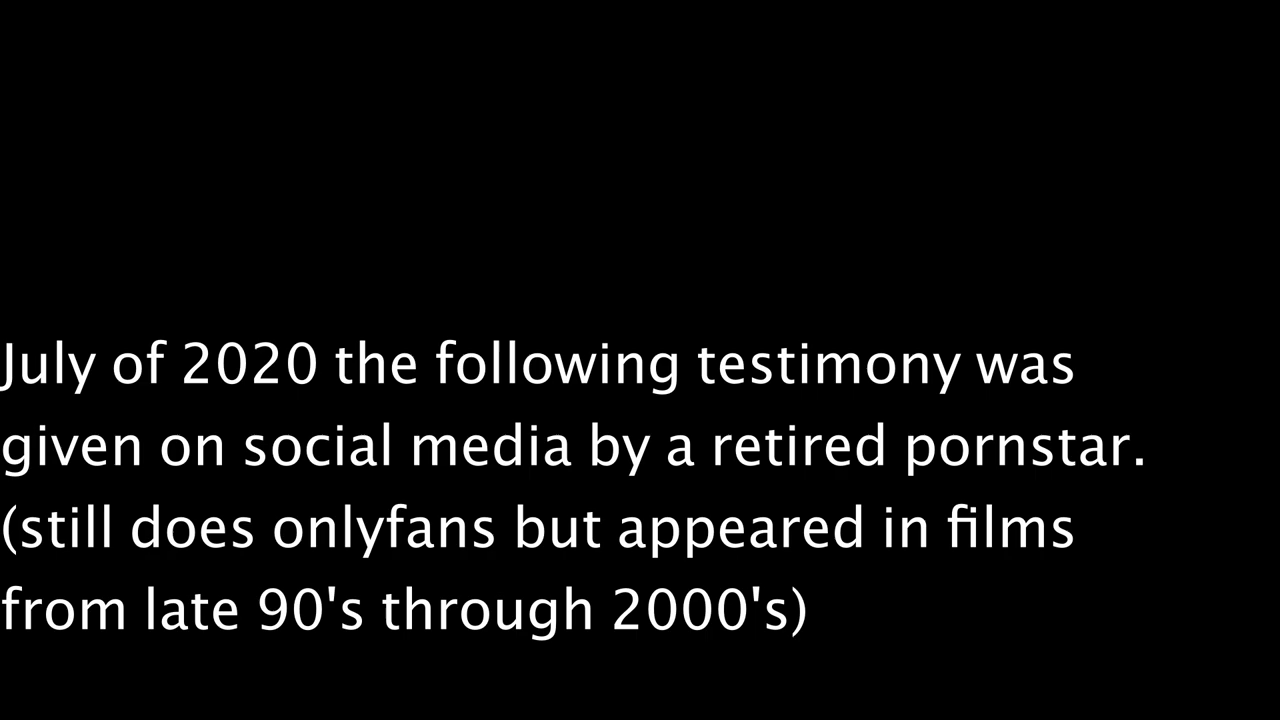 July of 2020 the following testimony was
given on social media by a retired pornstar.
(still does onlyfans but appeared in films
from late 90's through 2000's)